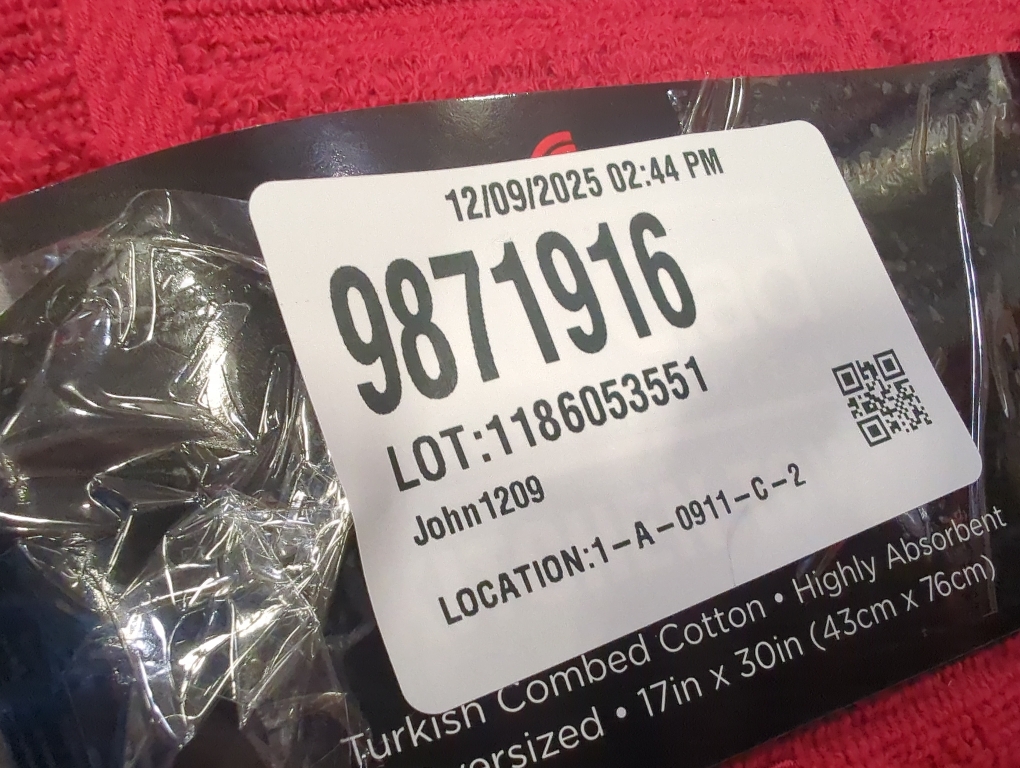 12/09/2025 02:44 PM
9871916
LOT:1186053551
John1209
LOCATION:1-A-0911-C-2
Turkish Combed Cotton • Highly Absorbent
versized • 17in x 30in (43cm x 76cm)